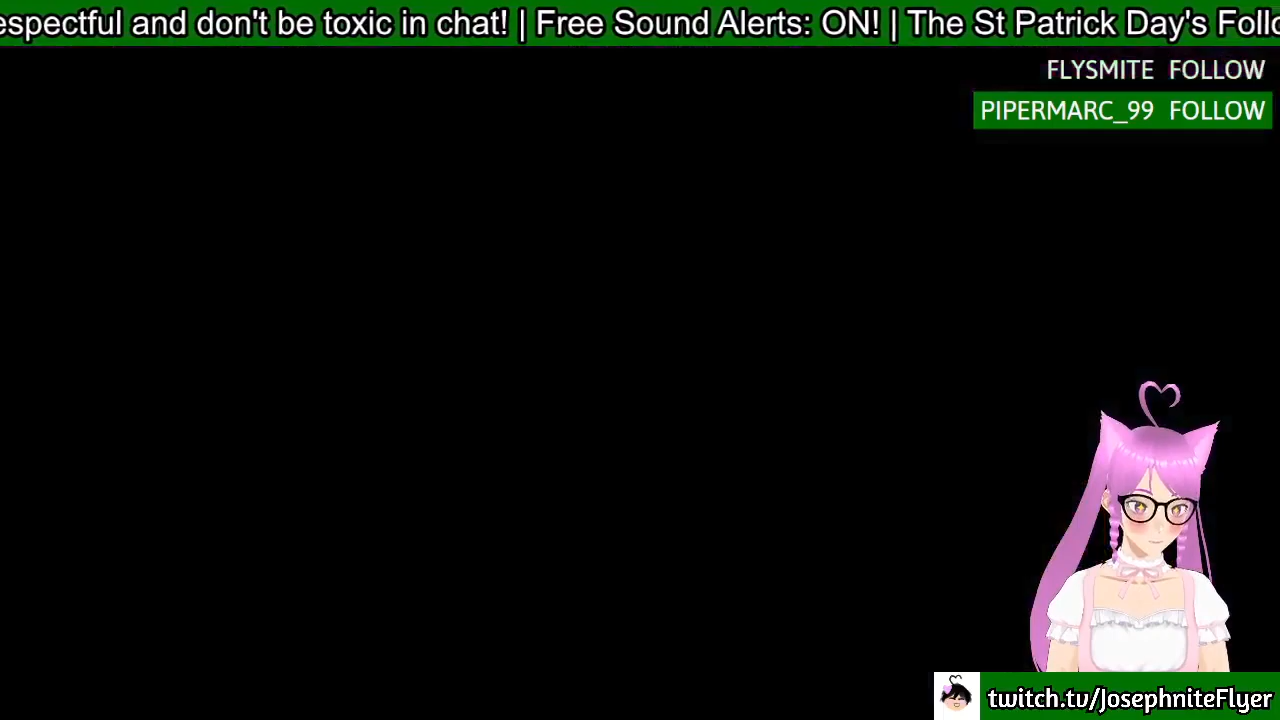 espectful and don't be toxic in chat! | Free Sound Alerts: ON! | The St Patrick Day's Follo
FLYSMITE FOLLOW
PIPERMARC_99 FOLLOW
twitch.tv/JosephniteFlyer